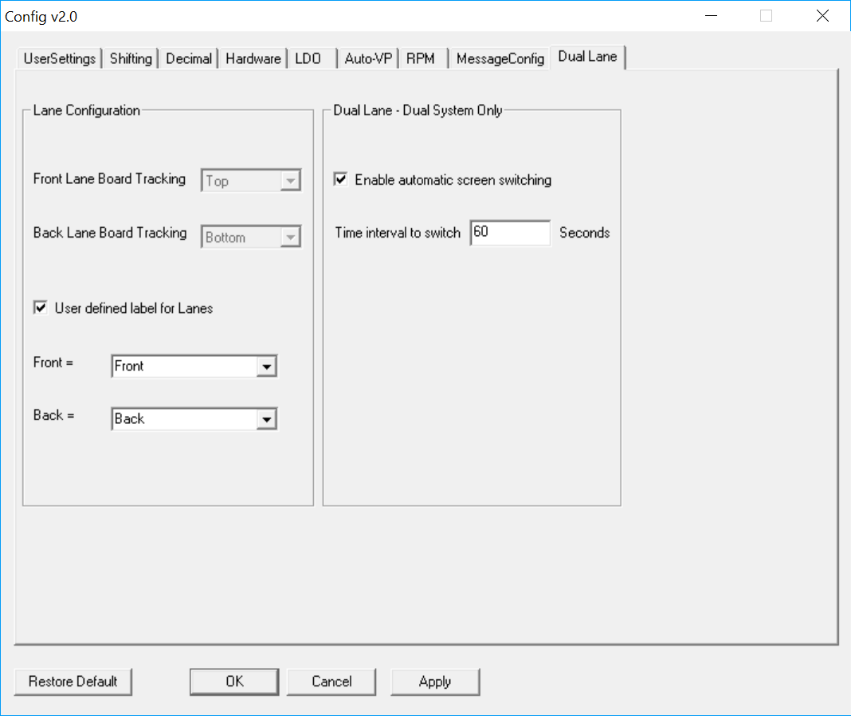 Config v2.0
UserSettings Shifting Decimal Hardware LDO Auto-VP RPM MessageConfig Dual Lane
Lane Configuration
Front Lane Board Tracking Top
Back Lane Board Tracking Bottom
User defined label for Lanes
Front = Front
Back = Back
Dual Lane - Dual System Only
Enable automatic screen switching
Time interval to switch 60 Seconds
Restore Default OK Cancel Apply